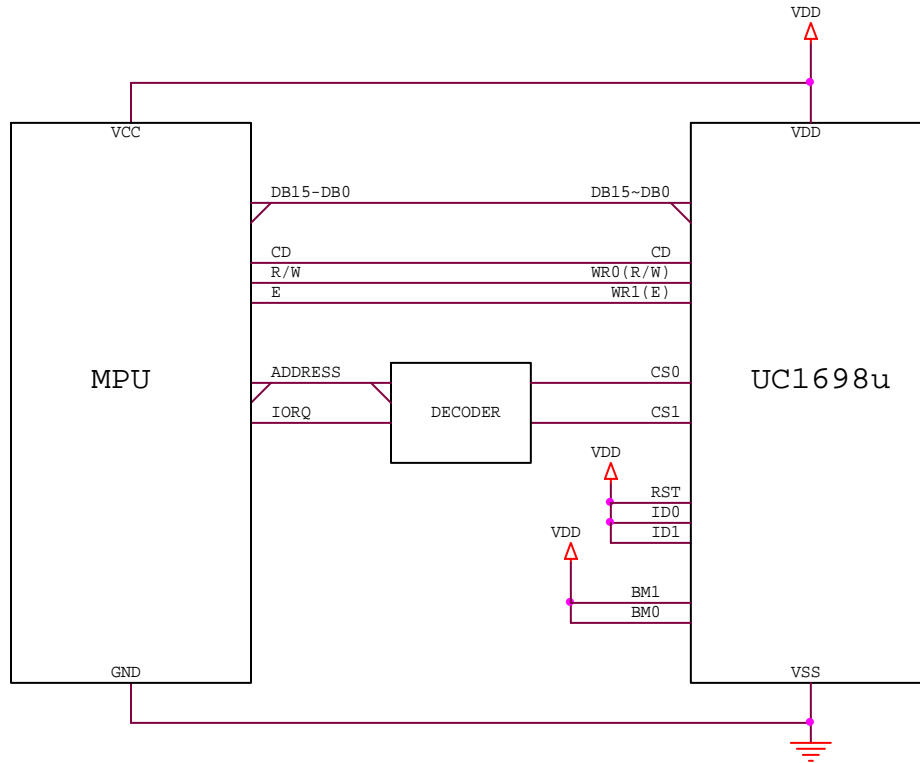 VDD
VCC VDD
DB15-DB0 DB15~DB0
CD CD
R/W WR0(R/W)
E WR1(E)
MPU ADDRESS CS0 UC1698u
IORQ DECODER CS1
VDD
RST
ID0
VDD ID1
BM1
BM0
GND VSS